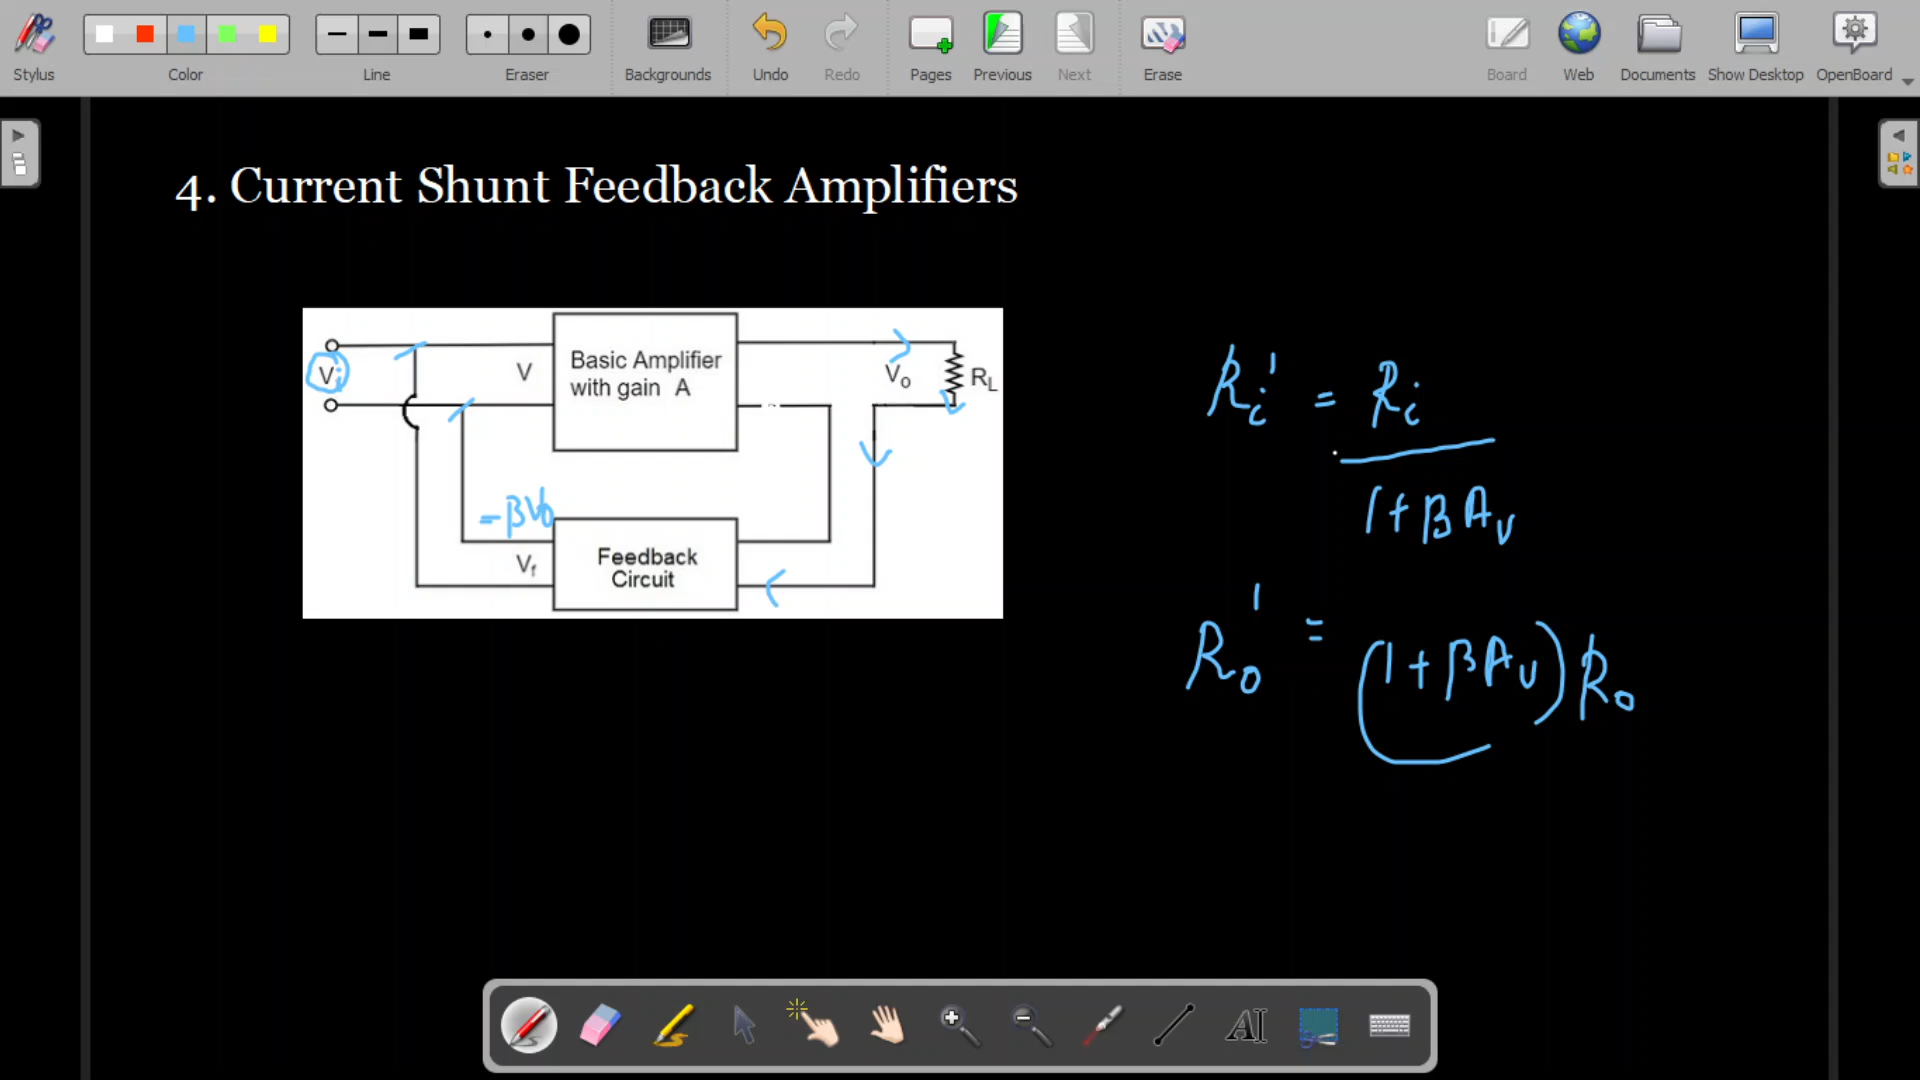 Stylus
Color
Line
Eraser
Backgrounds
Undo
Redo
Pages
Previous
Next
Erase
Board
Web
Documents
Show Desktop
OpenBoard
4. Current Shunt Feedback Amplifiers
Vi
V
Basic Amplifier
with gain A
Vo
RL
= βVo
Vf
Feedback
Circuit
Ri' = Ri
1+βAv
Ro' = (1+βAv)Ro
AI